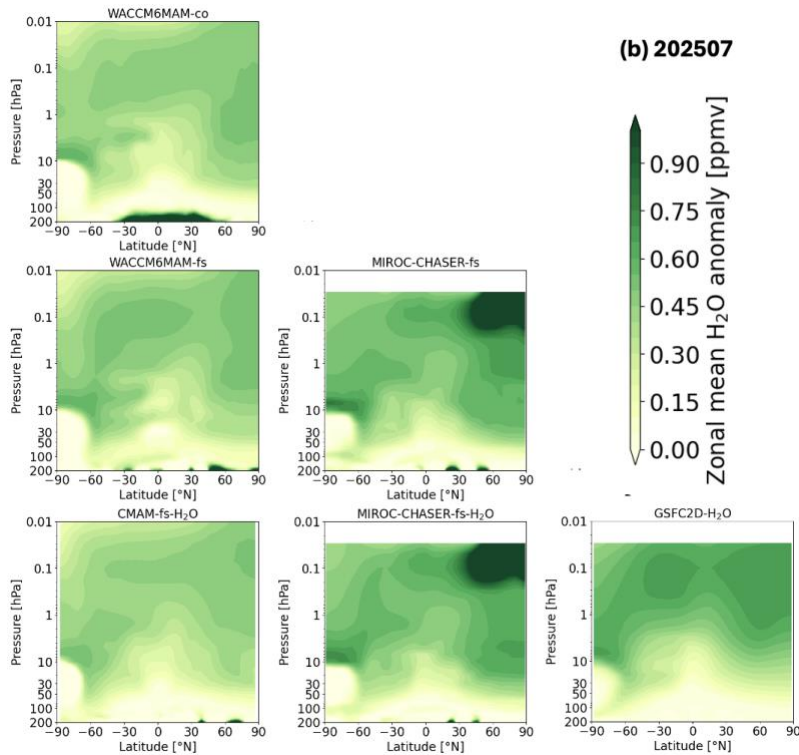 WACCM6MAM-co
0.01
0.1
1
10
30
50
100
200
Pressure [hPa]
−90 −60 −30 0 30 60 90
Latitude [°N]
(b) 202507
0.90
0.75
0.60
0.45
0.30
0.15
0.00
Zonal mean H₂O anomaly [ppmv]
WACCM6MAM-fs
0.01
0.1
1
10
30
50
100
200
Pressure [hPa]
−90 −60 −30 0 30 60 90
Latitude [°N]
MIROC-CHASER-fs
0.01
0.1
1
10
30
50
100
200
Pressure [hPa]
−90 −60 −30 0 30 60 90
Latitude [°N]
CMAM-fs-H₂O
0.01
0.1
1
10
30
50
100
200
Pressure [hPa]
−90 −60 −30 0 30 60 90
Latitude [°N]
MIROC-CHASER-fs-H₂O
0.01
0.1
1
10
30
50
100
200
Pressure [hPa]
−90 −60 −30 0 30 60 90
Latitude [°N]
GSFC2D-H₂O
0.01
0.1
1
10
30
50
100
200
Pressure [hPa]
−90 −60 −30 0 30 60 90
Latitude [°N]